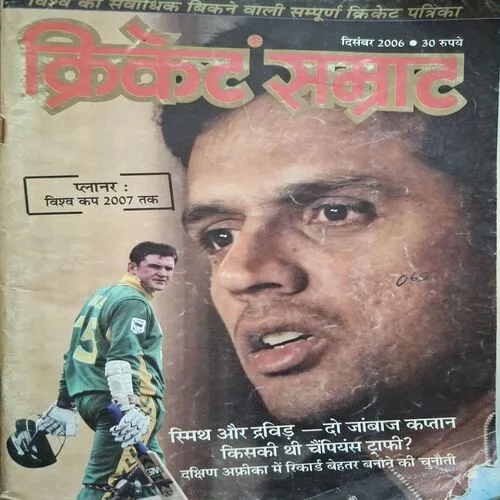 विश्व की सर्वाधिक बिकने वाली सम्पूर्ण क्रिकेट पत्रिका
दिसंबर 2006 ● 30 रुपये
क्रिकेट सम्राट
प्लानर :
विश्व कप 2007 तक
065
स्मिथ और द्रविड़ — दो जांबाज कप्तान
किसकी थी चैंपियंस ट्राफी?
दक्षिण अफ्रीका में रिकार्ड बेहतर बनाने की चुनौती